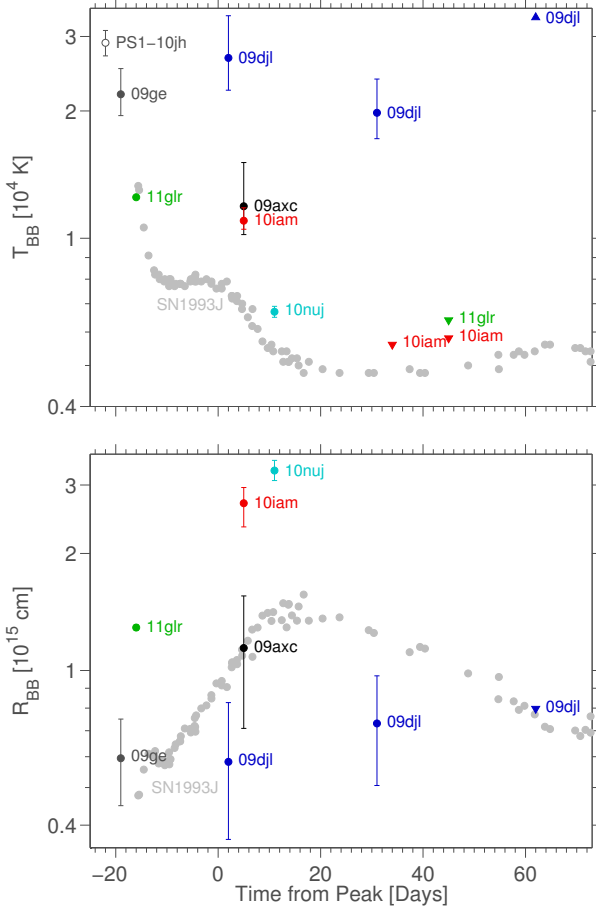 3
2
1
0.4
T_BB [10^4 K]
PS1−10jh
09ge
09djl
09djl
09djl
11glr
09axc
10iam
SN1993J
10nuj
11glr
10iam
10iam
3
2
1
0.4
R_BB [10^15 cm]
10nuj
10iam
11glr
09axc
09ge
09djl
09djl
09djl
SN1993J
−20 0 20 40 60
Time from Peak [Days]